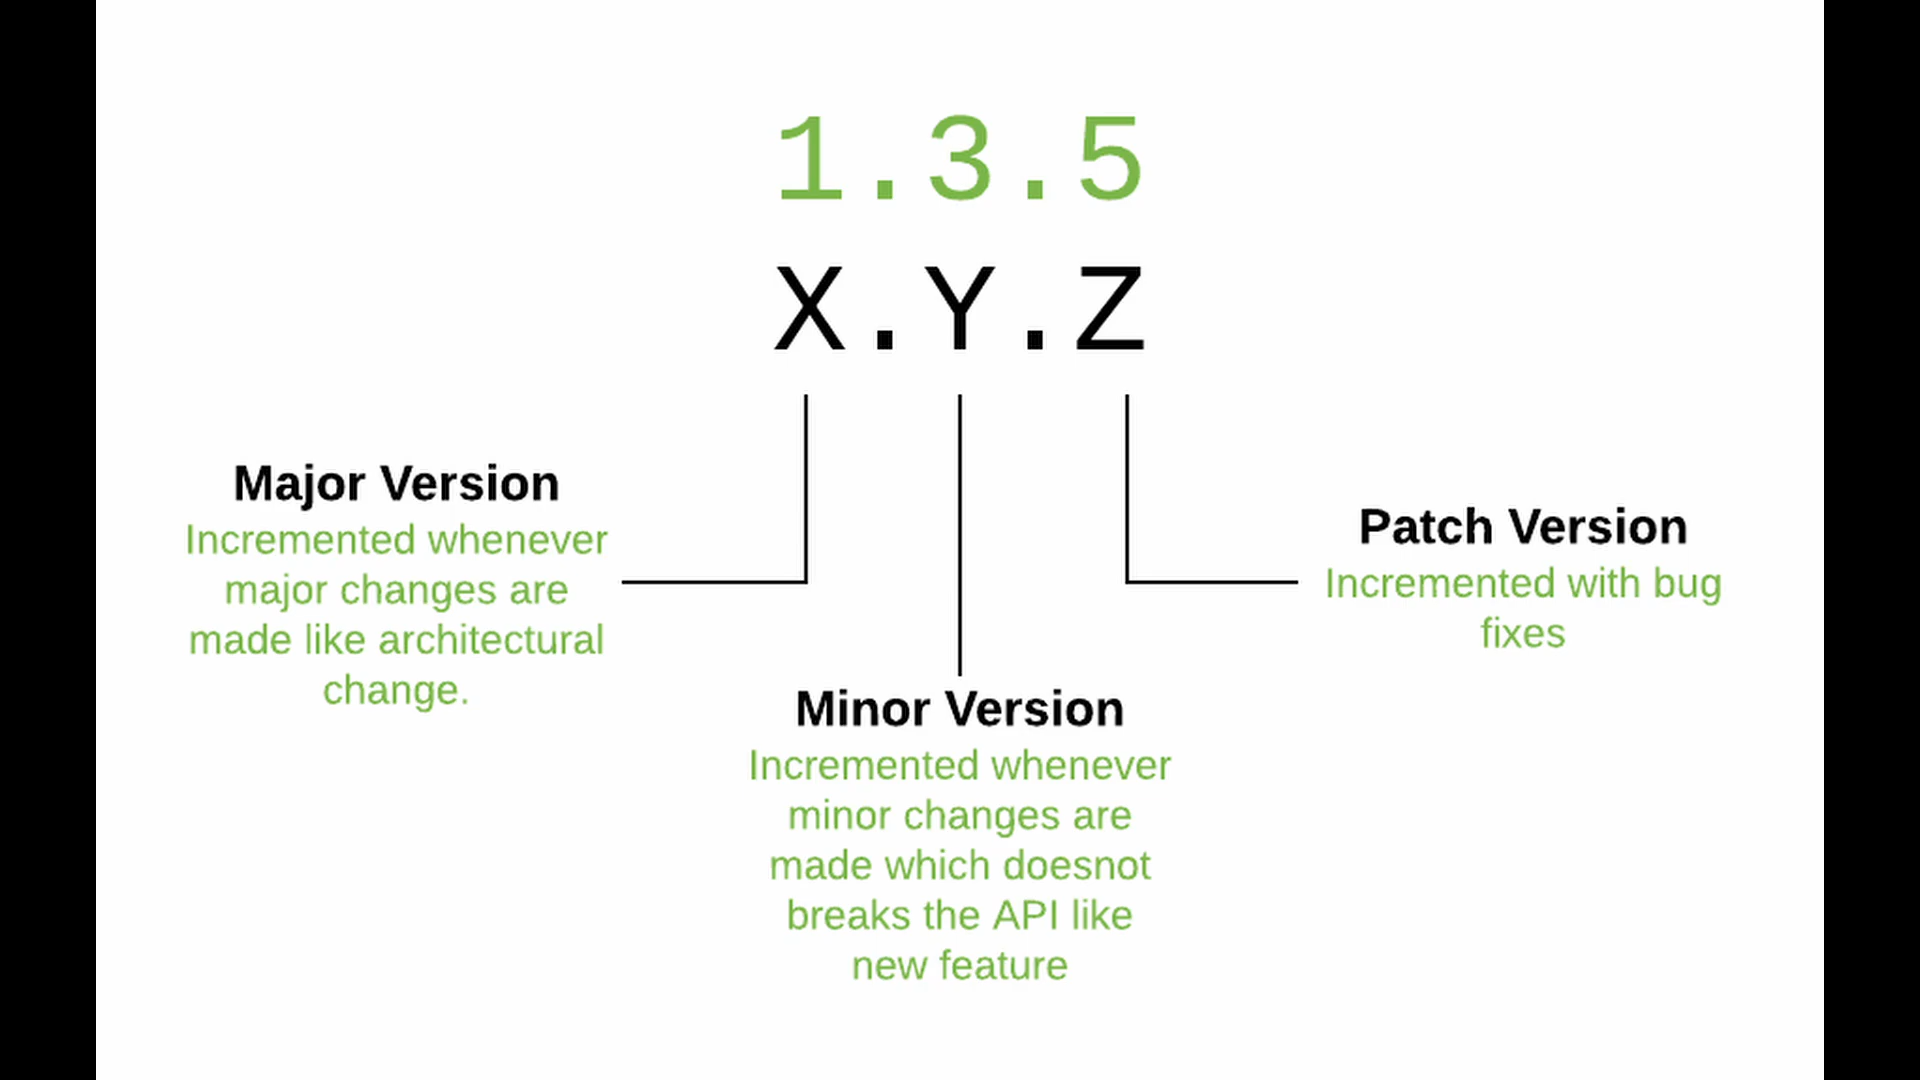 1.3.5
X.Y.Z
Major Version
Incremented whenever
major changes are
made like architectural
change.
Minor Version
Incremented whenever
minor changes are
made which doesnot
breaks the API like
new feature
Patch Version
Incremented with bug
fixes